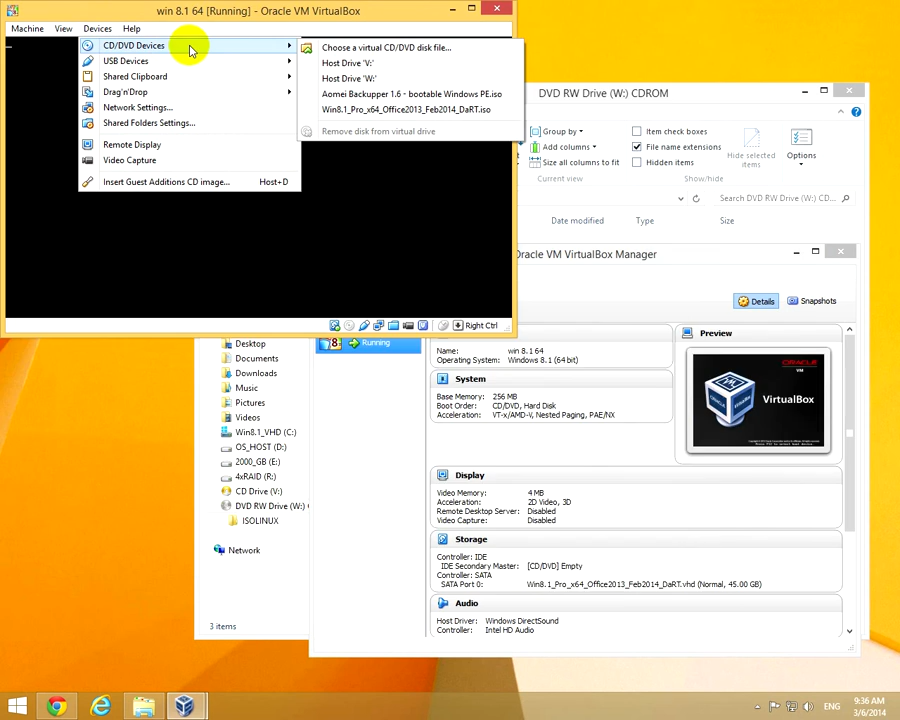 win 8.1 64 [Running] - Oracle VM VirtualBox
Machine View Devices Help
CD/DVD Devices
USB Devices
Shared Clipboard
Drag'n'Drop
Network Settings...
Shared Folders Settings...
Remote Display
Video Capture
Insert Guest Additions CD image... Host+D
Choose a virtual CD/DVD disk file...
Host Drive 'V:'
Host Drive 'W:'
Aomei Backupper 1.6 - bootable Windows PE.iso
Win8.1_Pro_x64_Office2013_Feb2014_DaRT.iso
Remove disk from virtual drive
Right Ctrl
DVD RW Drive (W:) CDROM
Group by
Add columns
Size all columns to fit
Current view
Item check boxes
File name extensions
Hidden items
Hide selected
items
Options
Show/hide
Search DVD RW Drive (W:) CD...
Date modified Type Size
Desktop
Documents
Downloads
Music
Pictures
Videos
Win8.1_VHD (C:)
OS_HOST (D:)
2000_GB (E:)
4xRAID (R:)
CD Drive (V:)
DVD RW Drive (W:)
ISOLINUX
Network
3 items
Oracle VM VirtualBox Manager
Details Snapshots
Running
Name: win 8.1 64
Operating System: Windows 8.1 (64 bit)
System
Base Memory: 256 MB
Boot Order: CD/DVD, Hard Disk
Acceleration: VT-x/AMD-V, Nested Paging, PAE/NX
Preview
ORACLE
VM
VirtualBox
Display
Video Memory: 4 MB
Acceleration: 2D Video, 3D
Remote Desktop Server: Disabled
Video Capture: Disabled
Storage
Controller: IDE
IDE Secondary Master: [CD/DVD] Empty
Controller: SATA
SATA Port 0: Win8.1_Pro_x64_Office2013_Feb2014_DaRT.vhd (Normal, 45.00 GB)
Audio
Host Driver: Windows DirectSound
Controller: Intel HD Audio
ENG
9:36 AM
3/6/2014